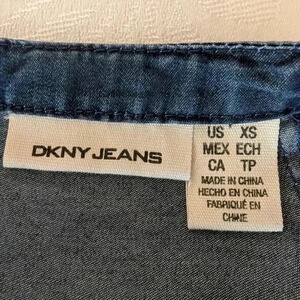 DKNY JEANS
US XS
MEX ECH
CA TP
MADE IN CHINA
HECHO EN CHINA
FABRIQUÉ EN
CHINE